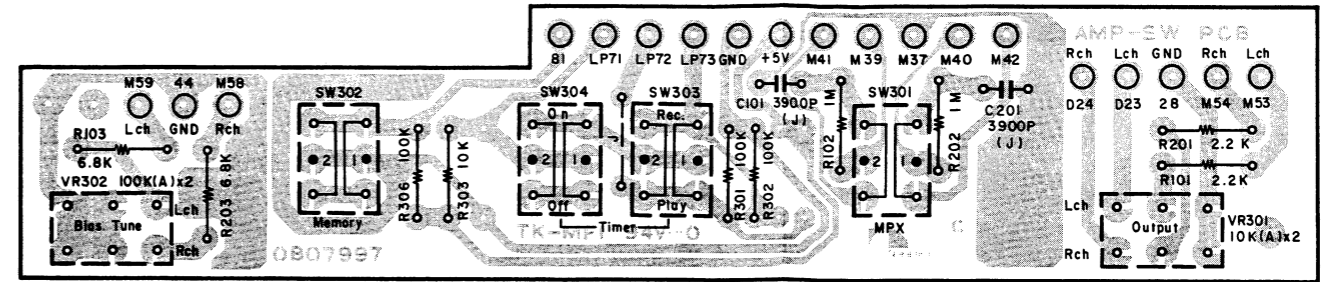 81 LP71 LP72 LP73 GND +5V M41 M39 M37 M40 M42
AMP-SW PCB
Rch Lch GND Rch Lch
D24 D23 28 M54 M53
M59 44 M58
Lch GND Rch
R103
6.8K
VR302 100K(A)x2
Lch
Bias Tune
Rch
R203 6.8K
SW302
2 1
Memory
R306 100K
R303 10K
SW304
On
2 1
Off
SW303
Rec.
2 1
Play
Timer
C101 3900P
(J)
R301 100K
R302 100K
R102 1M
SW301
2 1
MPX
R202 1M
C201
3900P
(J)
R201 2.2K
R101 2.2K
Lch
Output
Rch
VR301
10K(A)x2
0807997
94V-0
C